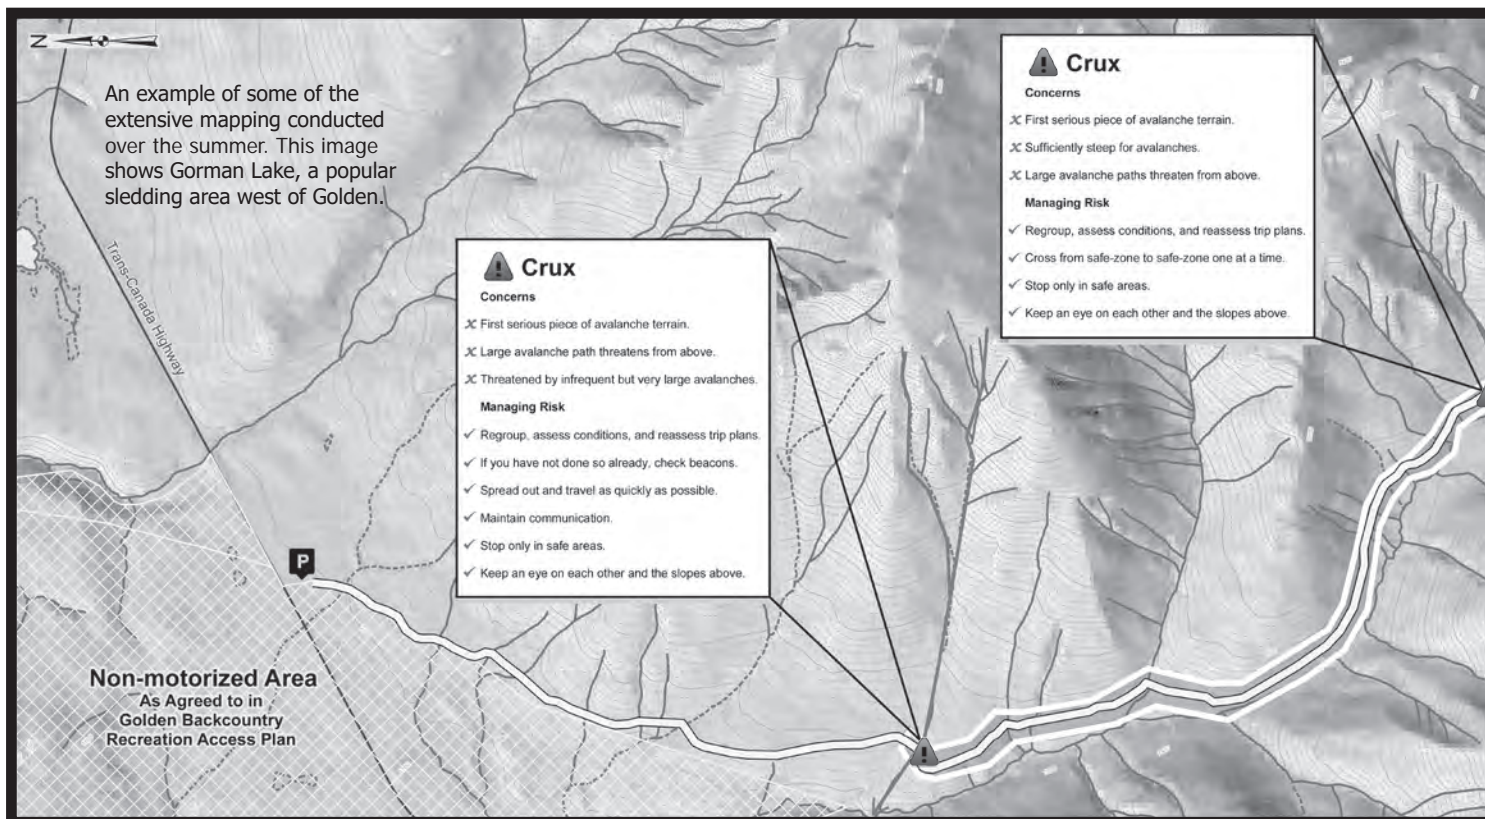 N
An example of some of the
extensive mapping conducted
over the summer. This image
shows Gorman Lake, a popular
sledding area west of Golden.
Trans-Canada Highway
Crux
Concerns
First serious piece of avalanche terrain.
Large avalanche path threatens from above.
Threatened by infrequent but very large avalanches.
Managing Risk
Regroup, assess conditions, and reassess trip plans.
If you have not done so already, check beacons.
Spread out and travel as quickly as possible.
Maintain communication.
Stop only in safe areas.
Keep an eye on each other and the slopes above.
Crux
Concerns
First serious piece of avalanche terrain.
Sufficiently steep for avalanches.
Large avalanche paths threaten from above.
Managing Risk
Regroup, assess conditions, and reassess trip plans.
Cross from safe-zone to safe-zone one at a time.
Stop only in safe areas.
Keep an eye on each other and the slopes above.
P
Non-motorized Area
As Agreed to in
Golden Backcountry
Recreation Access Plan